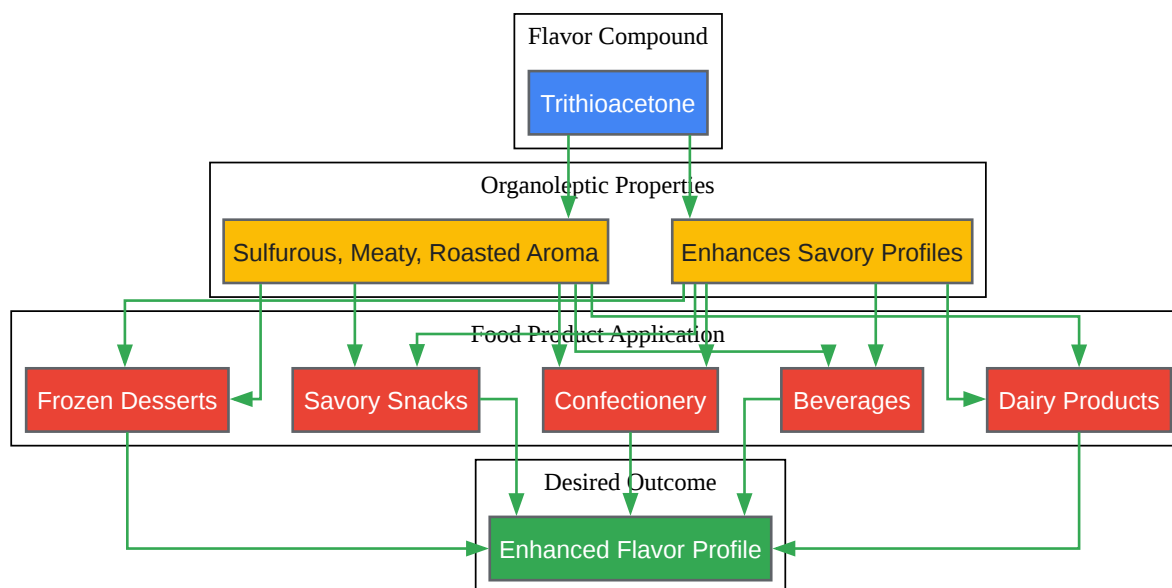 Flavor Compound
Trithioacetone
Organoleptic Properties
Sulfurous, Meaty, Roasted Aroma
Enhances Savory Profiles
Food Product Application
Frozen Desserts
Savory Snacks
Confectionery
Beverages
Dairy Products
Desired Outcome
Enhanced Flavor Profile